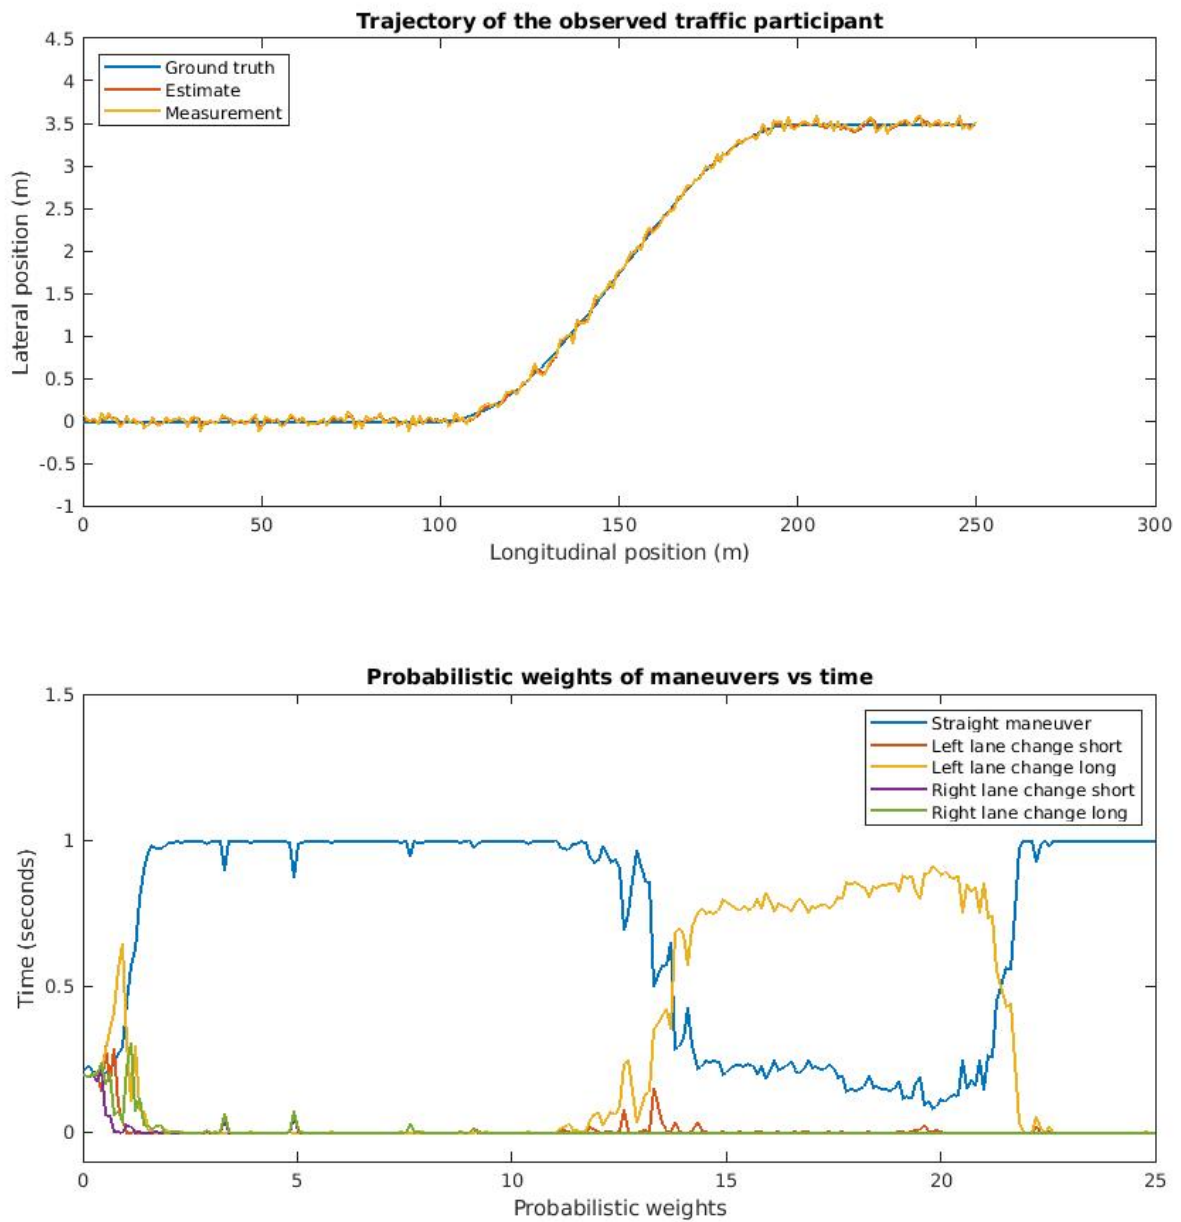 Trajectory of the observed traffic participant
4.5
4
3.5
3
2.5
2
1.5
1
0.5
0
-0.5
-1
Ground truth
Estimate
Measurement
Lateral position (m)
0 50 100 150 200 250 300
Longitudinal position (m)
Probabilistic weights of maneuvers vs time
1.5
1
0.5
0
Straight maneuver
Left lane change short
Left lane change long
Right lane change short
Right lane change long
Time (seconds)
0 5 10 15 20 25
Probabilistic weights